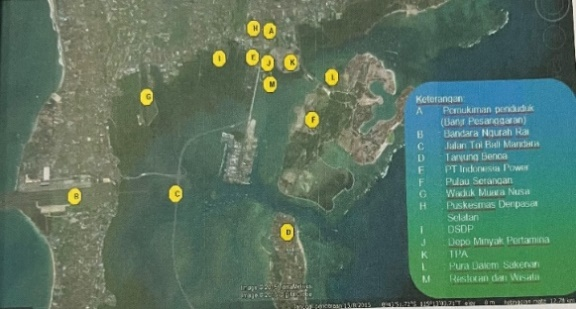 H A
I E J K
M L
G F
B C
D
Keterangan:
A Pemukiman penduduk
(Banjr Pesanggaran)
B Bandara Ngurah Rai
C Jalan Tol Bali Mandara
D Tanjung Benoa
E PT Indonesia Power
F Pulau Serangan
G Waduk Muara Nusa
H Puskesmas Denpasar
Selatan
I DSDP
J Depo Minyak Pertamina
K TPA
L Pura Dalem Sakenan
M Restoran dan Wisata